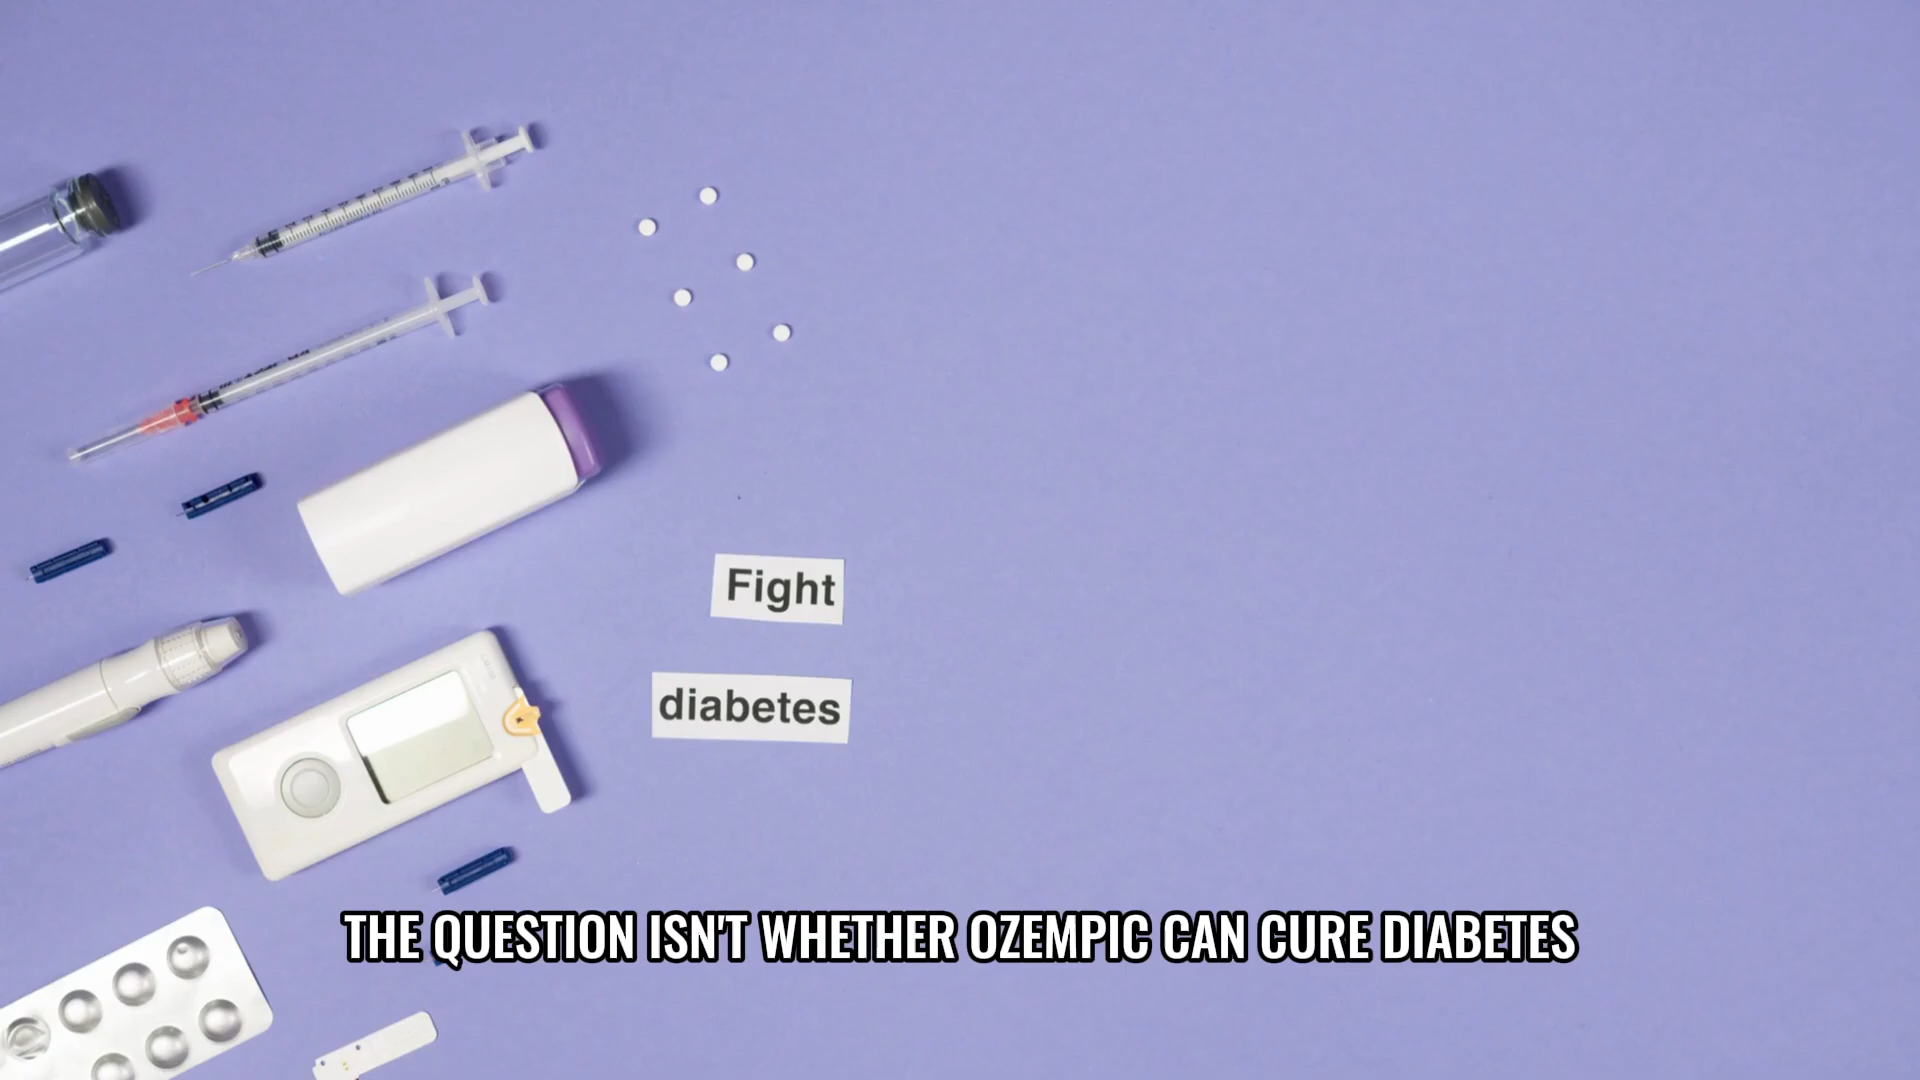 Fight
diabetes
THE QUESTION ISN'T WHETHER OZEMPIC CAN CURE DIABETES